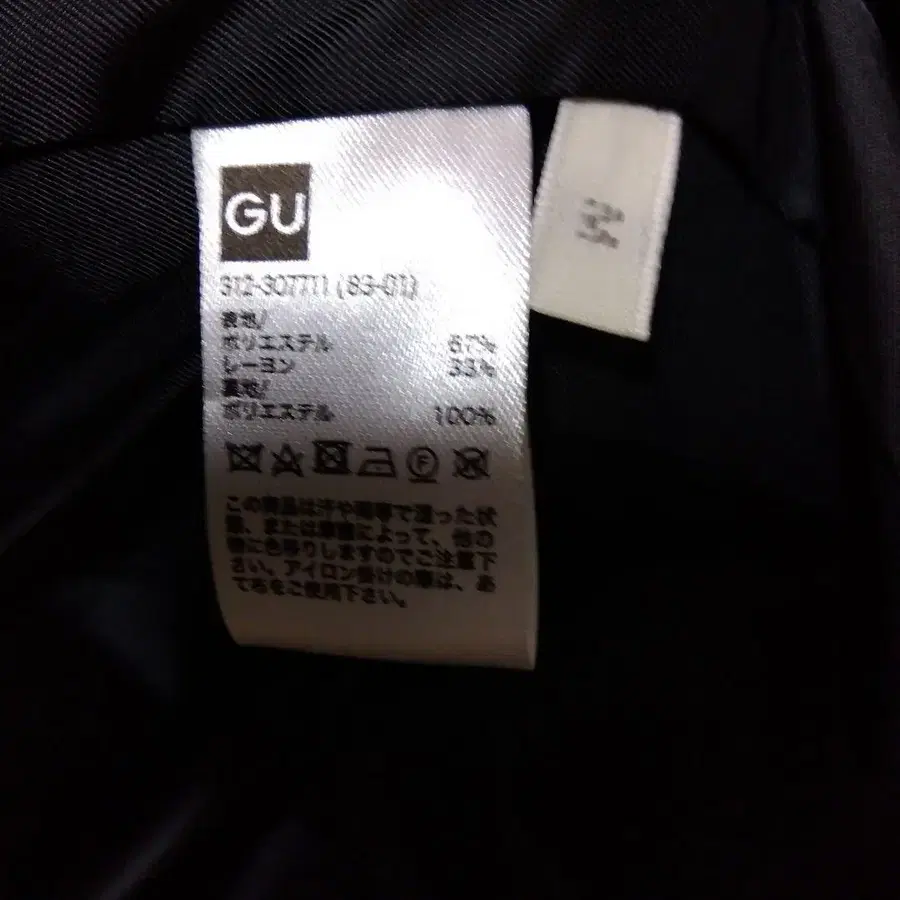 GU
312-307711 (83-01)
表地/
ポリエステル 67%
レーヨン 33%
裏地/
ポリエステル 100%
F
この商品は汗や雨等で湿った状
態、または摩擦によって、他の
物に色移りしますのでご注意下
さい。アイロン掛けの際は、あ
て布をご使用下さい。